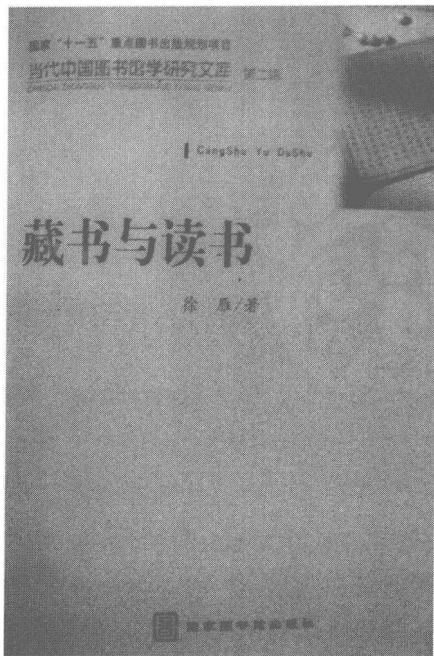 国家“十一五”重点图书出版规划项目
当代中国图书馆学研究文库 第二辑
CangShu Yu DuShu
藏书与读书
徐 雁/著
国家图书馆出版社